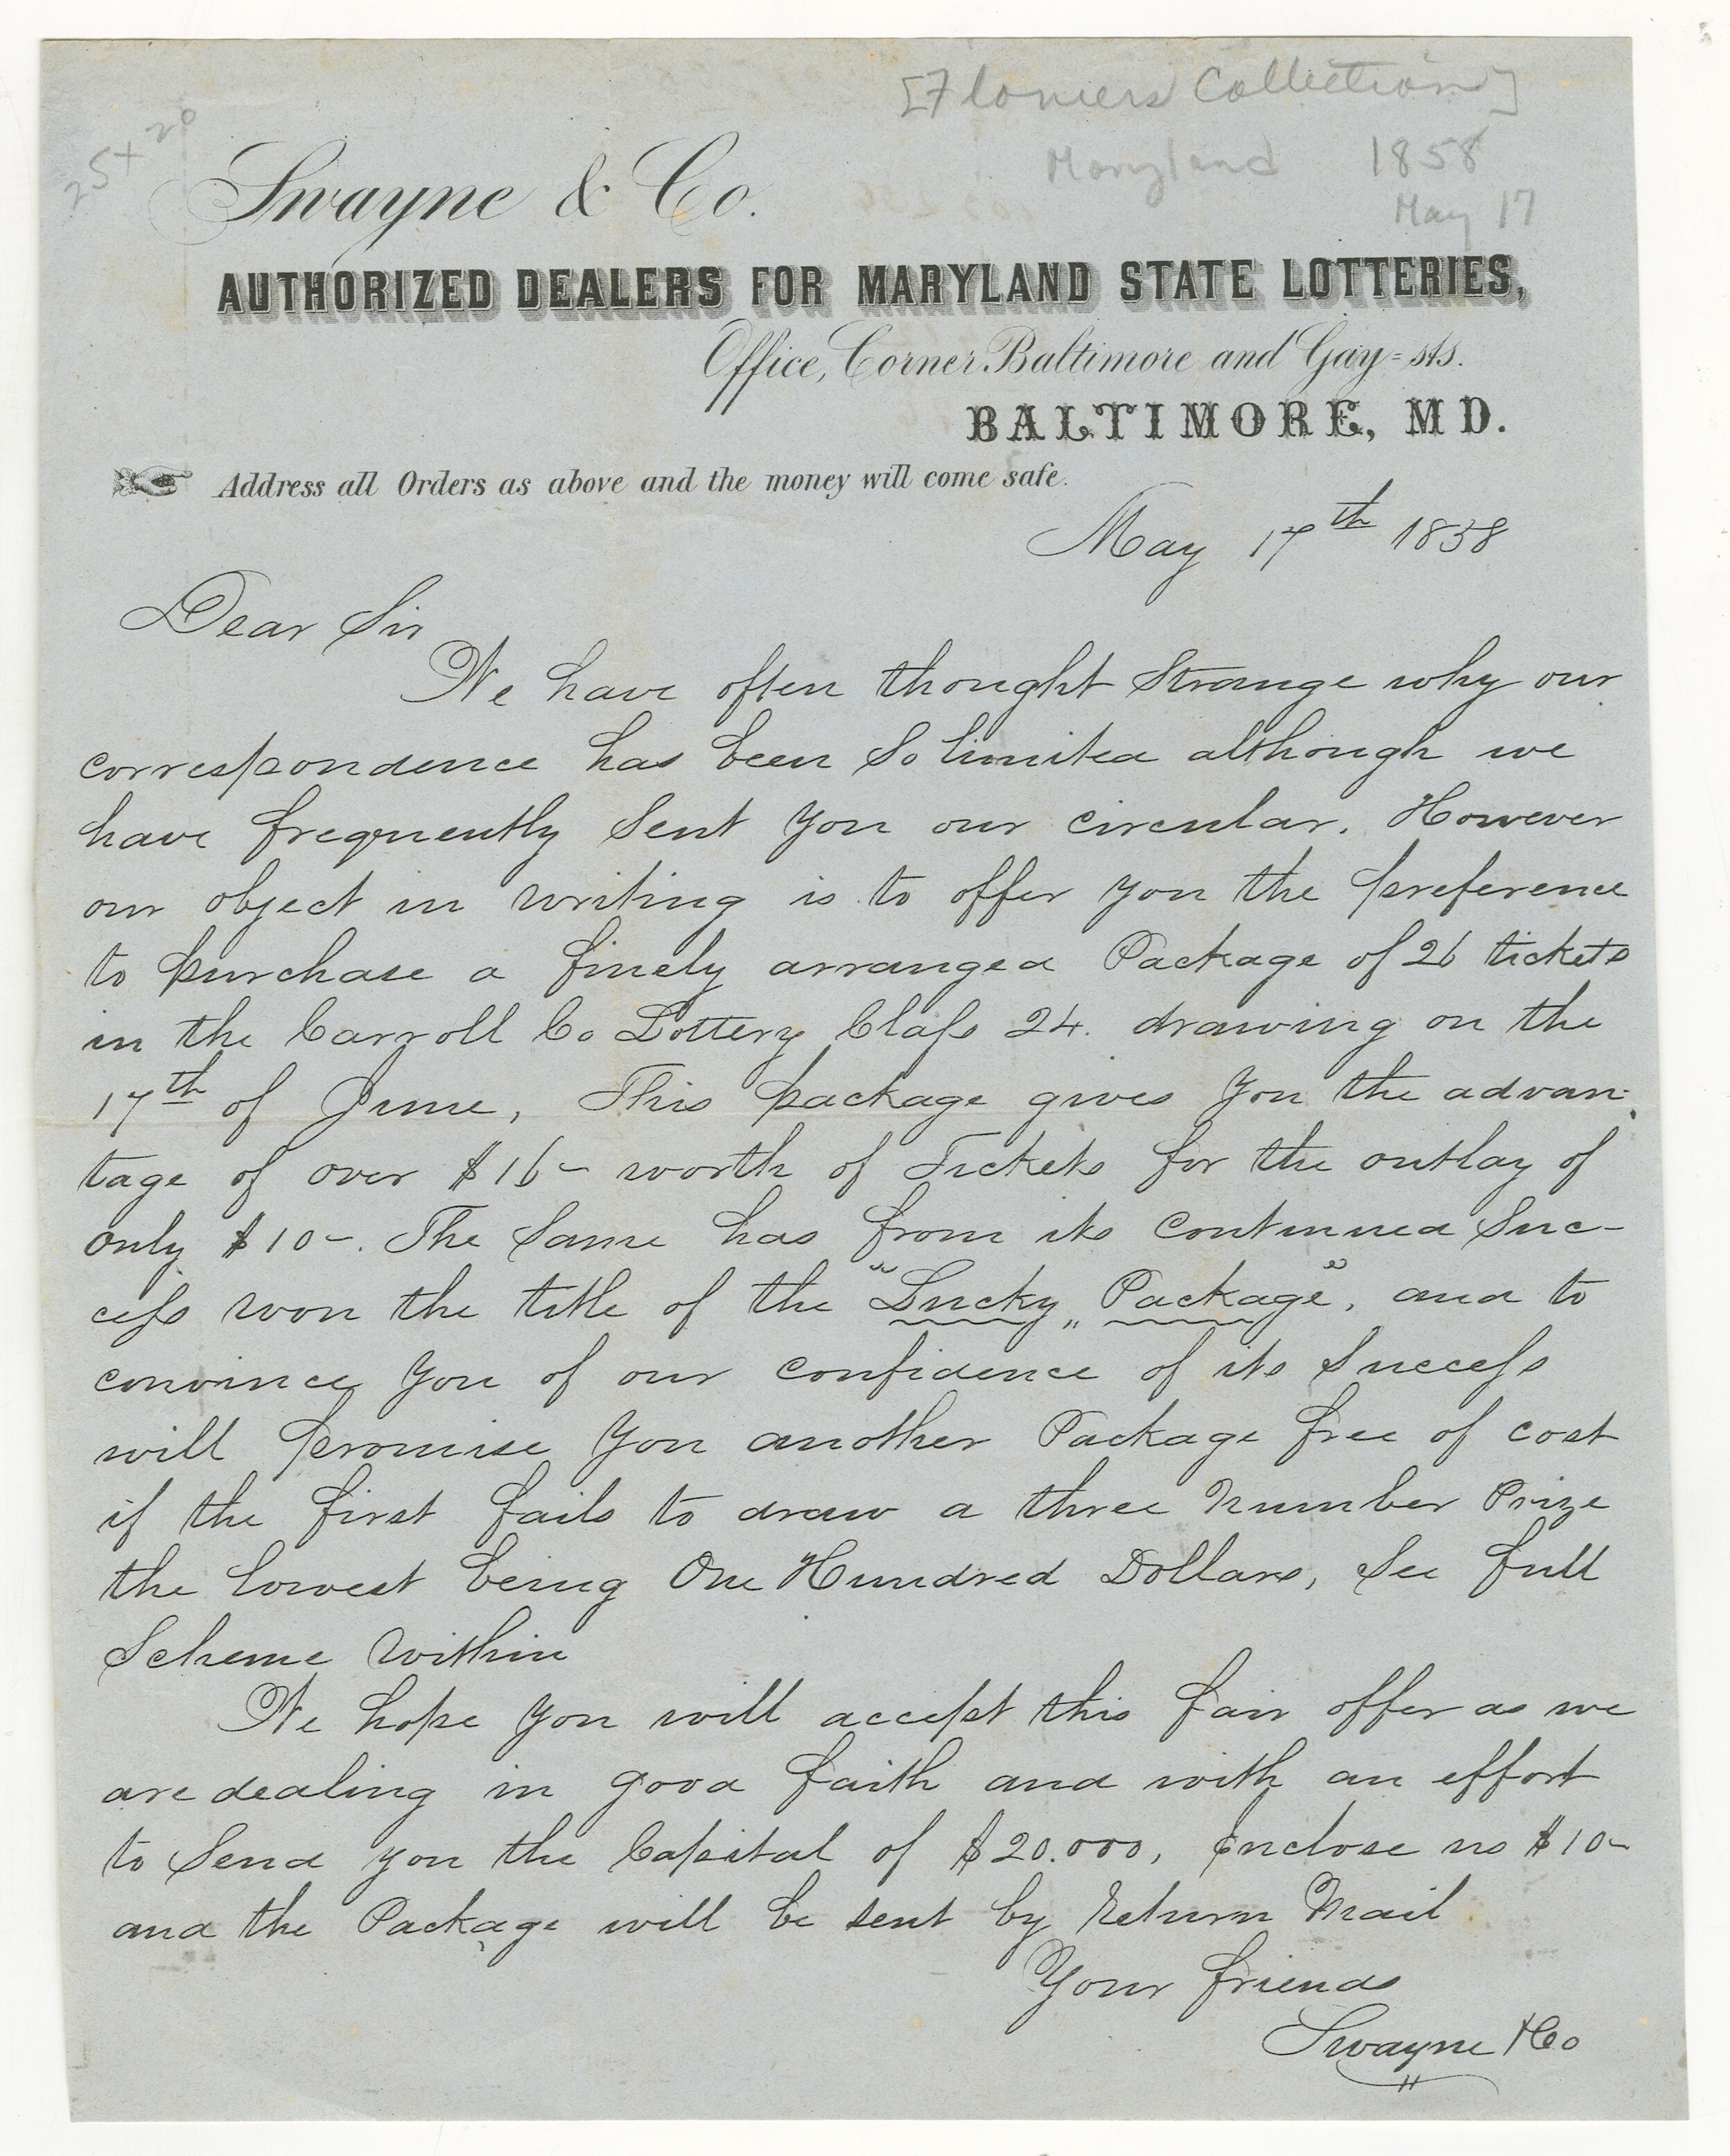 [Flowers Collection]
25+20
Maryland 1858
May 17
Swayne & Co.
AUTHORIZED DEALERS FOR MARYLAND STATE LOTTERIES,
Office, Corner Baltimore and Gay=sts.
BALTIMORE, MD.
Address all Orders as above and the money will come safe.
May 17th 1858
Dear Sir
We have often thought Strange why our
correspondence has been So limited although we
have frequently Sent You our circular. However
our object in writing is to offer you the preference
to purchase a finely arranged Package of 26 tickets
in the Carroll Co Lottery Class 24. drawing on the
17th of June, This package gives You the advan-
tage of over $16- worth of Tickets for the outlay of
only $10-. The Same has from its Continued Suc-
cess won the title of the "Lucky" "Package", and to
convince You of our confidence of its Success
will promise You another Package free of cost
if the first fails to draw a three Number Prize
the lowest being One Hundred Dollars, See full
Scheme within
We hope You will accept this fair offer as we
are dealing in good faith and with an effort
to Send you the Capital of $20.000, Enclose us $10-
and the Package will be sent by Return Mail
Your friends
Swayne & Co